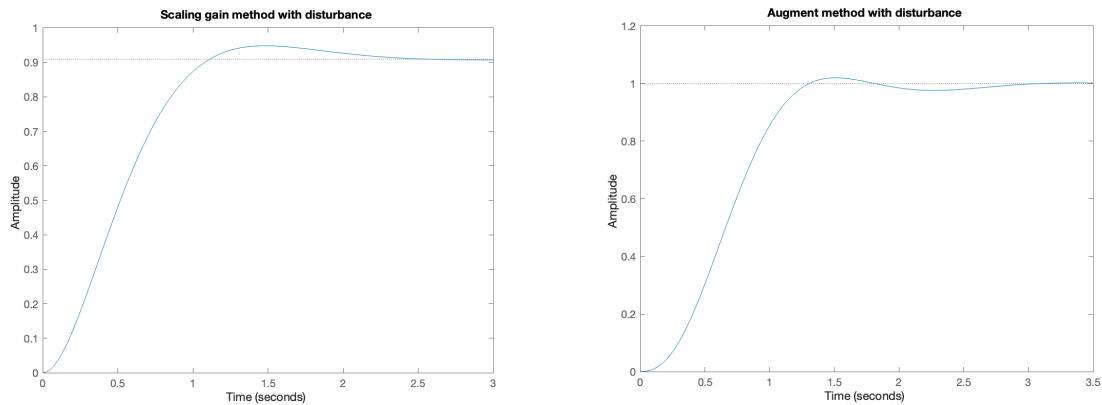 Scaling gain method with disturbance
1
0.9
0.8
0.7
0.6
0.5
0.4
0.3
0.2
0.1
0
Amplitude
0 0.5 1 1.5 2 2.5 3
Time (seconds)
Augment method with disturbance
1.2
1
0.8
0.6
0.4
0.2
0
Amplitude
0 0.5 1 1.5 2 2.5 3 3.5
Time (seconds)